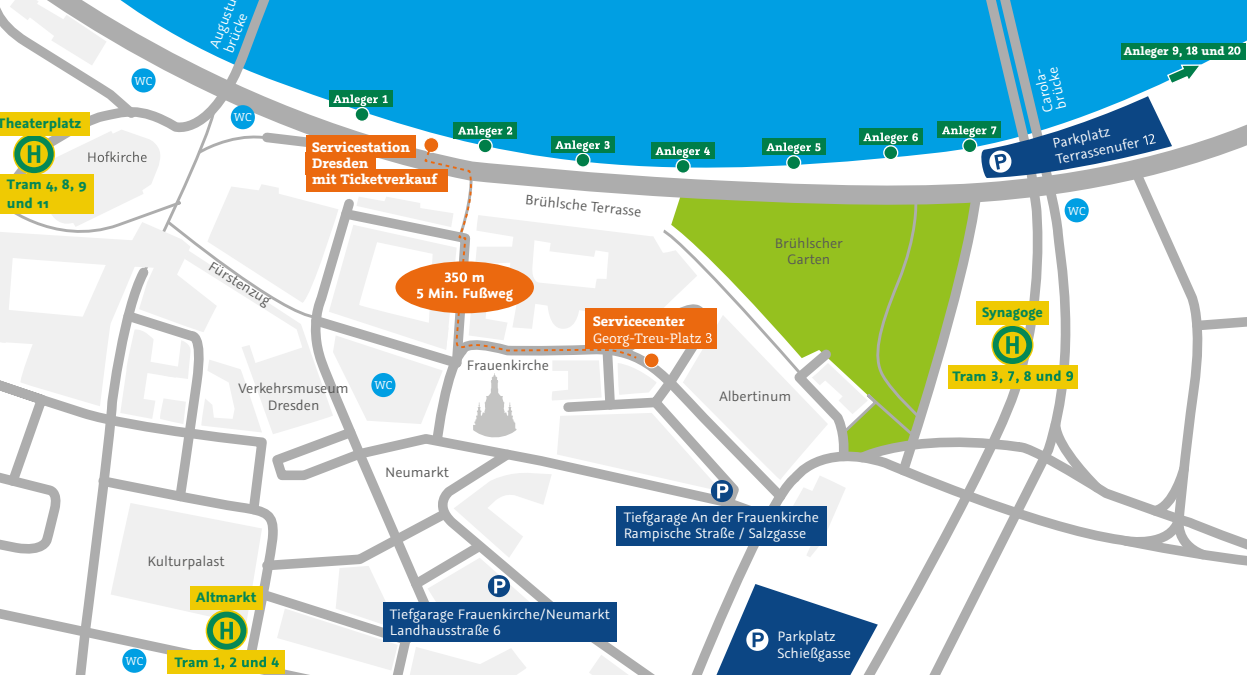 Augustus
brücke
Carola-
brücke
Anleger 9, 18 und 20
WC
WC
Anleger 1
Anleger 2
Anleger 3
Anleger 4
Anleger 5
Anleger 6
Anleger 7
P
Parkplatz
Terrassenufer 12
Theaterplatz
H
Tram 4, 8, 9
und 11
Hofkirche
Servicestation
Dresden
mit Ticketverkauf
Brühlsche Terrasse
WC
Brühlscher
Garten
Fürstenzug
350 m
5 Min. Fußweg
Servicecenter
Georg-Treu-Platz 3
Synagoge
H
Tram 3, 7, 8 und 9
Frauenkirche
Verkehrsmuseum
Dresden
WC
Albertinum
Neumarkt
P
Tiefgarage An der Frauenkirche
Rampische Straße / Salzgasse
Kulturpalast
Altmarkt
H
Tram 1, 2 und 4
WC
P
Tiefgarage Frauenkirche/Neumarkt
Landhausstraße 6
P
Parkplatz
Schießgasse